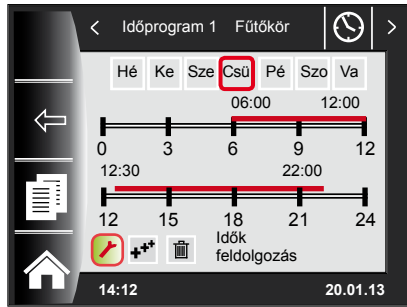 Időprogram 1 Fűtőkör
Hé Ke Sze Csü Pé Szo Va
06:00 12:00
0 3 6 9 12
12:30 22:00
12 15 18 21 24
Idők
feldolgozás
14:12 20.01.13